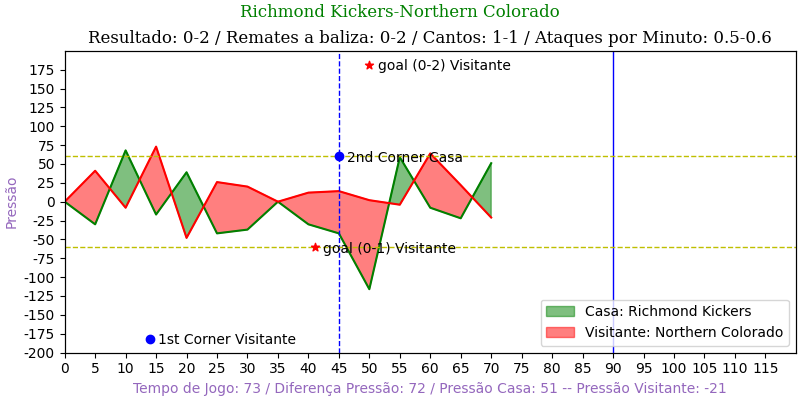 Richmond Kickers-Northern Colorado
Resultado: 0-2 / Remates a baliza: 0-2 / Cantos: 1-1 / Ataques por Minuto: 0.5-0.6
Pressão
175
150
125
100
75
50
25
0
-25
-50
-75
-100
-125
-150
-175
-200
goal (0-2) Visitante
2nd Corner Casa
goal (0-1) Visitante
1st Corner Visitante
Casa: Richmond Kickers
Visitante: Northern Colorado
0 5 10 15 20 25 30 35 40 45 50 55 60 65 70 75 80 85 90 95 100 105 110 115
Tempo de Jogo: 73 / Diferença Pressão: 72 / Pressão Casa: 51 -- Pressão Visitante: -21